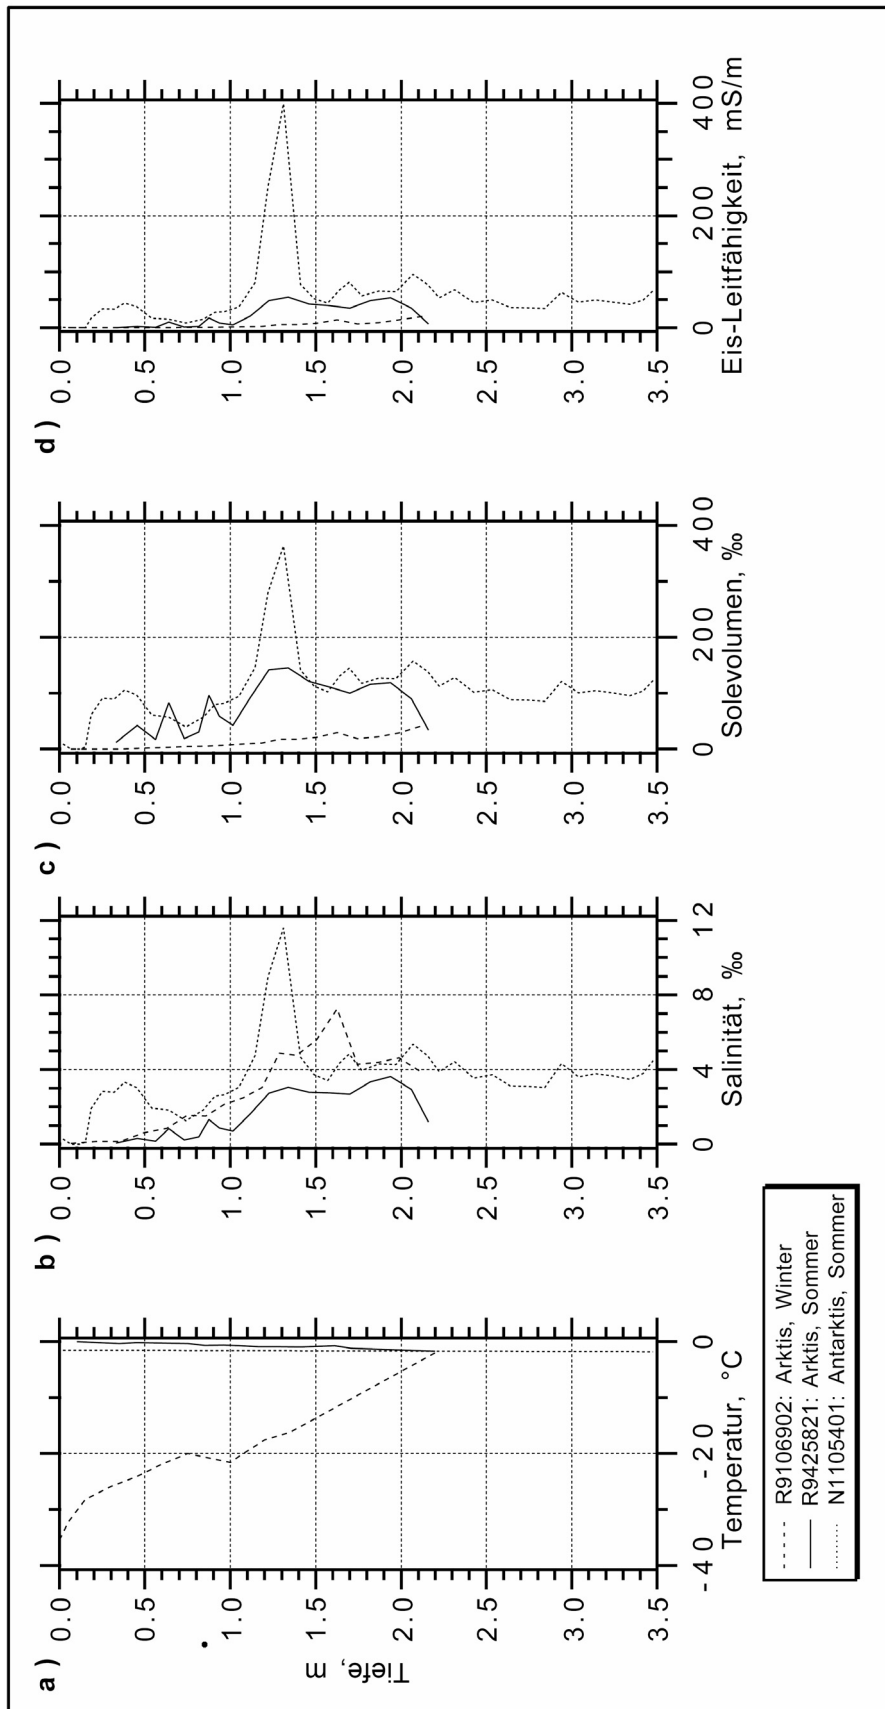 a)
Tiefe, m
0.0
0.5
1.0
1.5
2.0
2.5
3.0
3.5
-40 -20 0
Temperatur, °C
b)
0.0
0.5
1.0
1.5
2.0
2.5
3.0
3.5
0 4 8 12
Salinität, ‰
c)
0.0
0.5
1.0
1.5
2.0
2.5
3.0
3.5
0 200 400
Solevolumen, ‰
d)
0.0
0.5
1.0
1.5
2.0
2.5
3.0
3.5
0 200 400
Eis-Leitfähigkeit, mS/m
R9106902: Arktis, Winter
R9425821: Arktis, Sommer
N1105401: Antarktis, Sommer